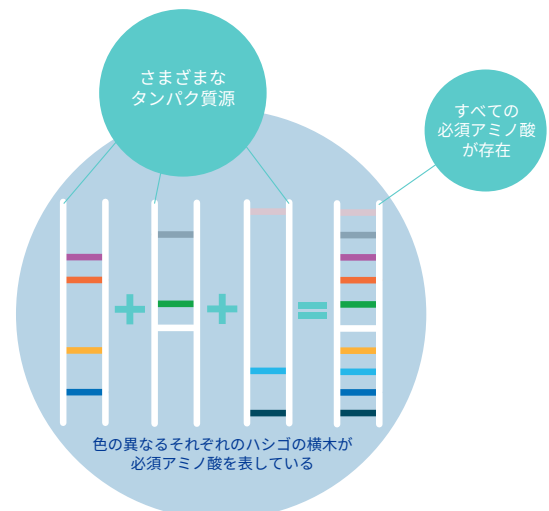 さまざまな
タンパク質源
すべての
必須アミノ酸
が存在
色の異なるそれぞれのハシゴの横木が
必須アミノ酸を表している